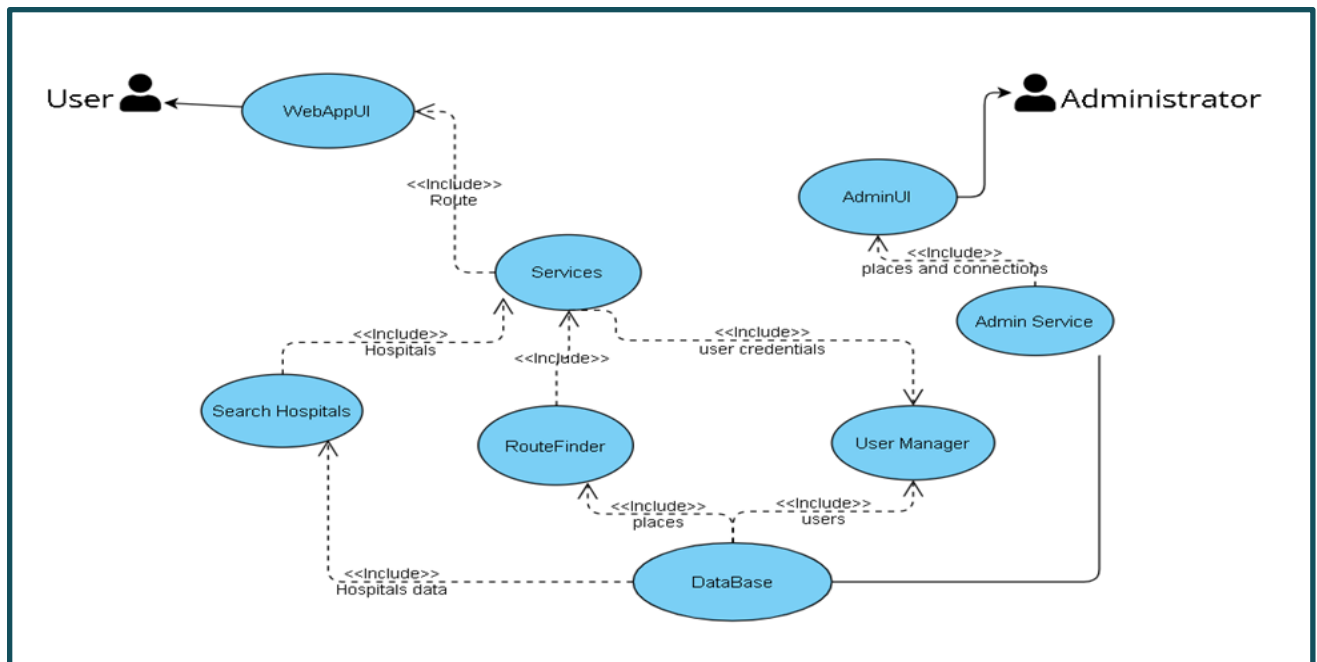 User
WebAppUI
Administrator
<<Include>>
Route
AdminUI
<<Include>>
places and connections
Services
Admin Service
<<Include>>
Hospitals
<<Include>>
<<Include>>
user credentials
Search Hospitals
RouteFinder
User Manager
<<Include>>
places
<<Include>>
users
<<Include>>
Hospitals data
DataBase